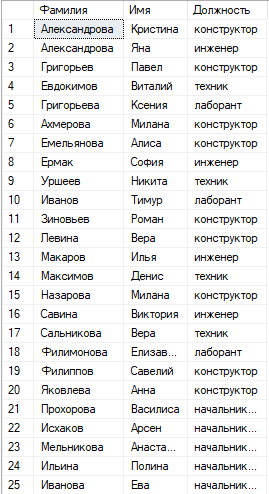 Фамилия Имя Должность
1 Александрова Кристина конструктор
2 Александрова Яна инженер
3 Григорьев Павел конструктор
4 Евдокимов Виталий техник
5 Григорьева Ксения лаборант
6 Ахмерова Милана конструктор
7 Емельянова Алиса конструктор
8 Ермак София инженер
9 Уршеев Никита техник
10 Иванов Тимур лаборант
11 Зиновьев Роман конструктор
12 Левина Вера конструктор
13 Макаров Илья инженер
14 Максимов Денис техник
15 Назарова Милана конструктор
16 Савина Виктория инженер
17 Сальникова Вера техник
18 Филимонова Елизав... лаборант
19 Филиппов Савелий конструктор
20 Яковлева Анна конструктор
21 Прохорова Василиса начальник...
22 Исхаков Арсен начальник...
23 Мельникова Анаста... начальник...
24 Ильина Полина начальник...
25 Иванова Ева начальник...